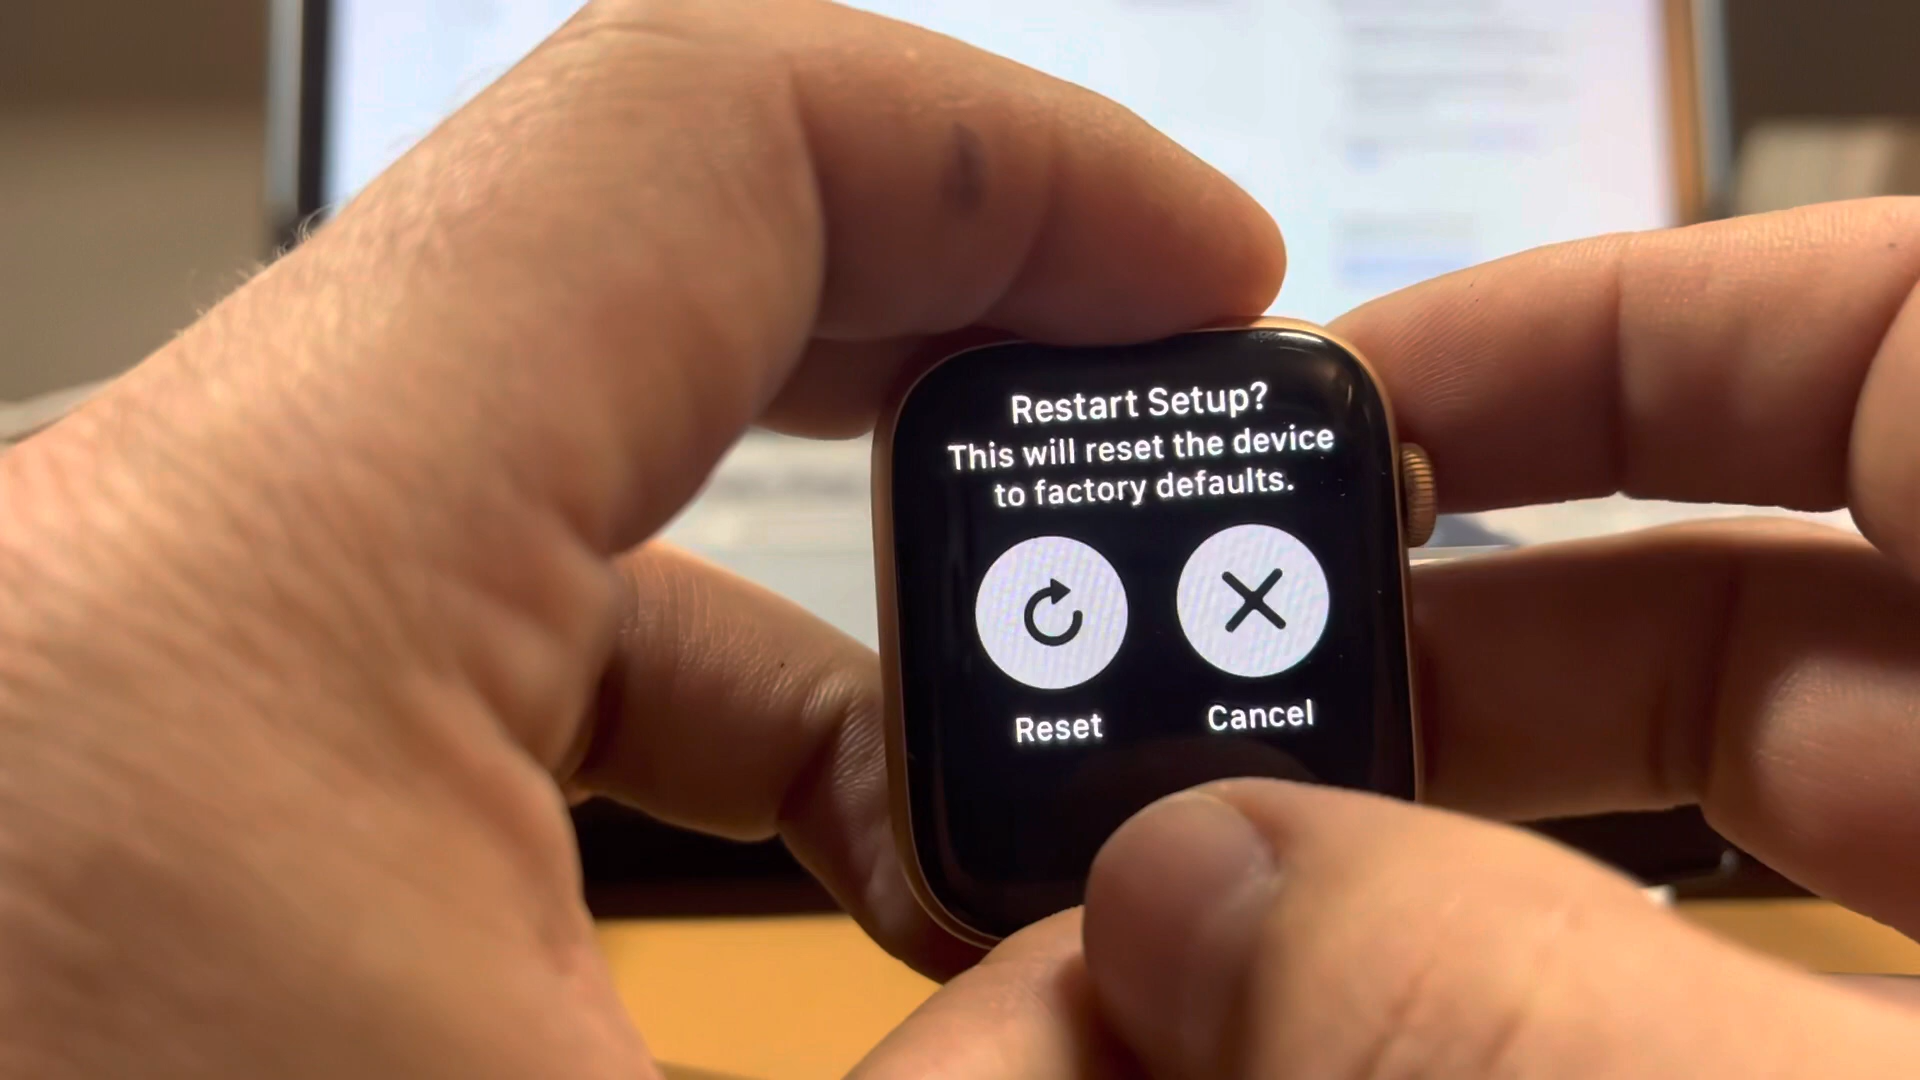 Restart Setup?
This will reset the device
to factory defaults.
Reset
Cancel